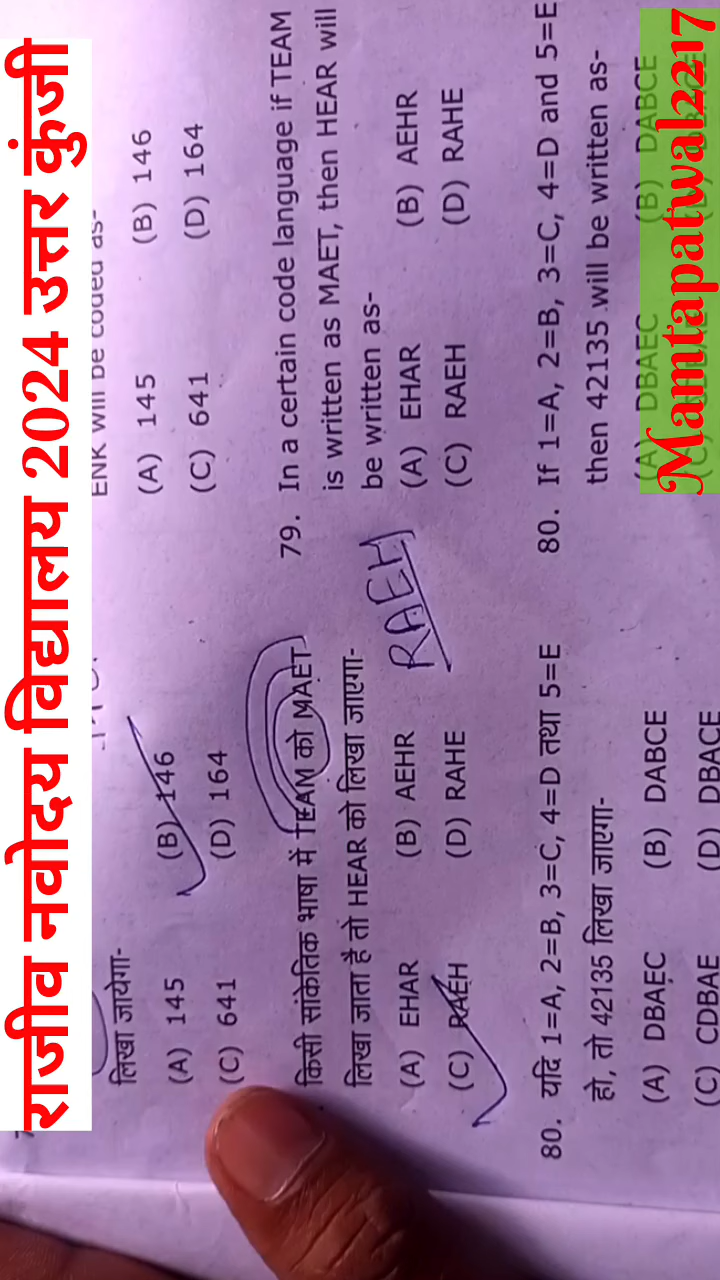 राजीव नवोदय विद्यालय 2024 उत्तर कुंजी
लिखा जायेगा-
(A) 145 (B) 146
(C) 641 (D) 164
किसी सांकेतिक भाषा में TEAM को MAET
लिखा जाता है तो HEAR को लिखा जाएगा-
(A) EHAR (B) AEHR
(C) RAEH (D) RAHE
RAEH
80. यदि 1=A, 2=B, 3=C, 4=D तथा 5=E
हो, तो 42135 लिखा जाएगा-
(A) DBAEC (B) DABCE
(C) CDBAE (D) DBACE
ENK will be coded as-
(A) 145 (B) 146
(C) 641 (D) 164
79. In a certain code language if TEAM
is written as MAET, then HEAR will
be written as-
(A) EHAR (B) AEHR
(C) RAEH (D) RAHE
80. If 1=A, 2=B, 3=C, 4=D and 5=E
then 42135 will be written as-
(A) DBAEC (B) DABCE
Mamtapatwal2217